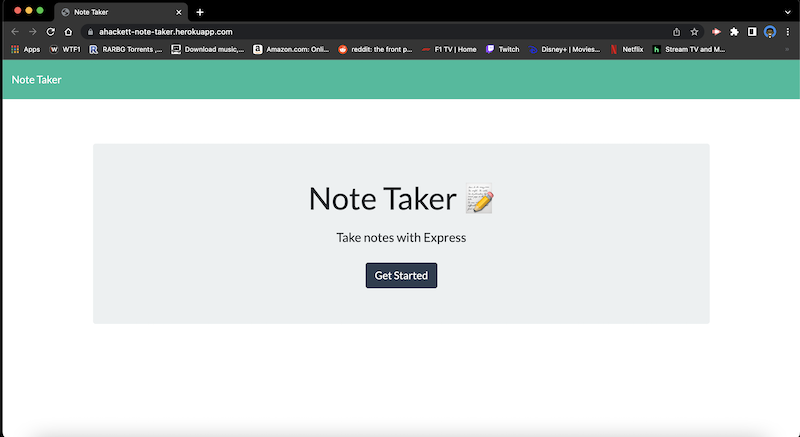 Note Taker
ahackett-note-taker.herokuapp.com
Apps WTF1 RARBG Torrents ,... Download music,... Amazon.com: Onli... reddit: the front p... F1 TV | Home Twitch Disney+ | Movies... Netflix Stream TV and M...
Note Taker
Note Taker
Take notes with Express
Get Started